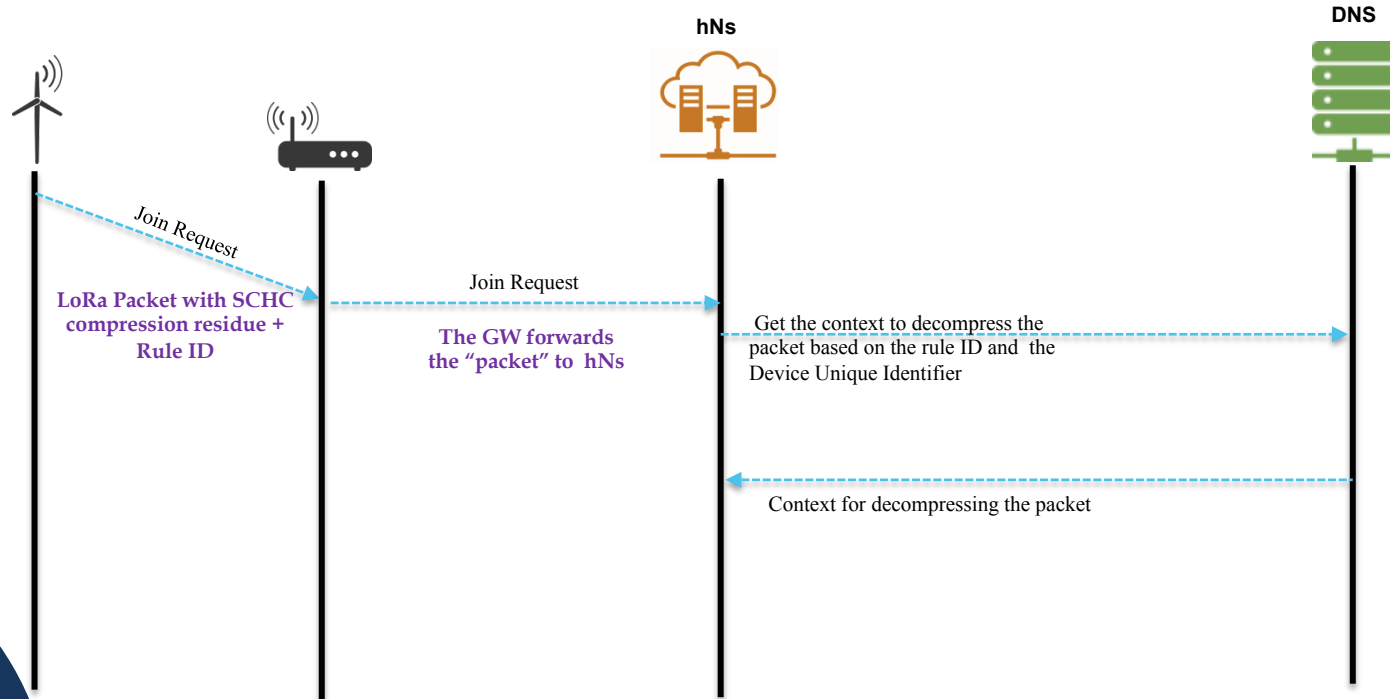 hNs
DNS
Join Request
LoRa Packet with SCHC
compression residue +
Rule ID
Join Request
The GW forwards
the “packet” to hNs
Get the context to decompress the
packet based on the rule ID and the
Device Unique Identifier
Context for decompressing the packet